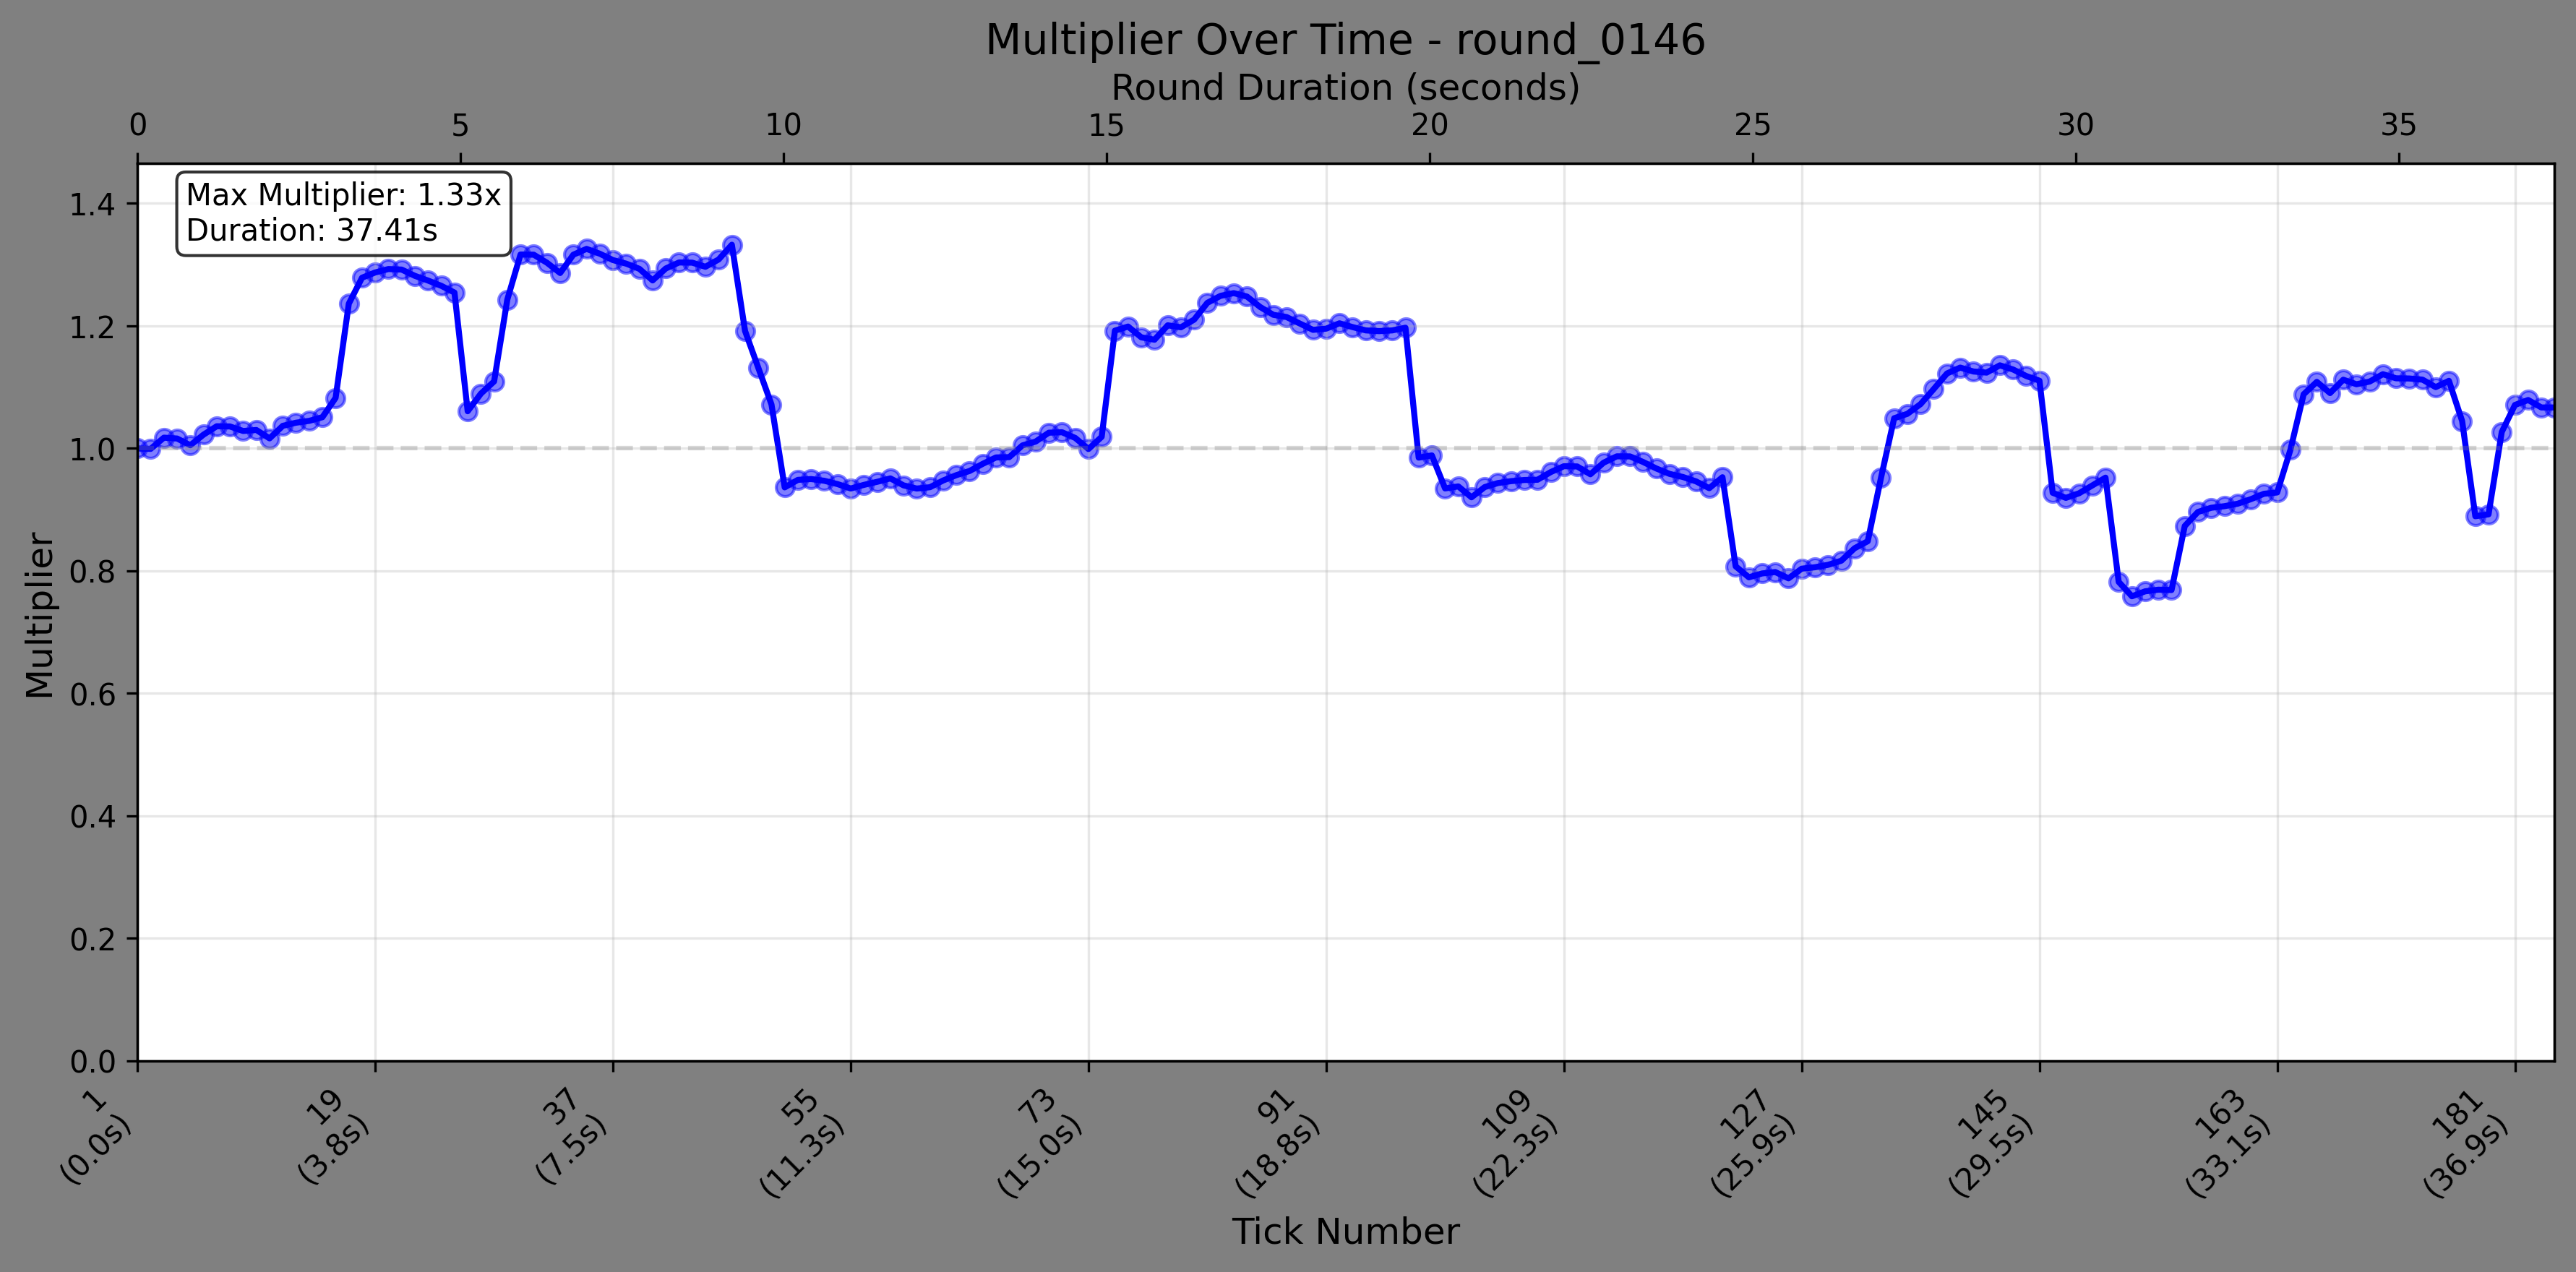 Multiplier Over Time - round_0146
Round Duration (seconds)
0 5 10 15 20 25 30 35
Max Multiplier: 1.33x
Duration: 37.41s
1.4
1.2
1.0
0.8
0.6
0.4
0.2
0.0
Multiplier
1
(0.0s)
19
(3.8s)
37
(7.5s)
55
(11.3s)
73
(15.0s)
91
(18.8s)
109
(22.3s)
127
(25.9s)
145
(29.5s)
163
(33.1s)
181
(36.9s)
Tick Number